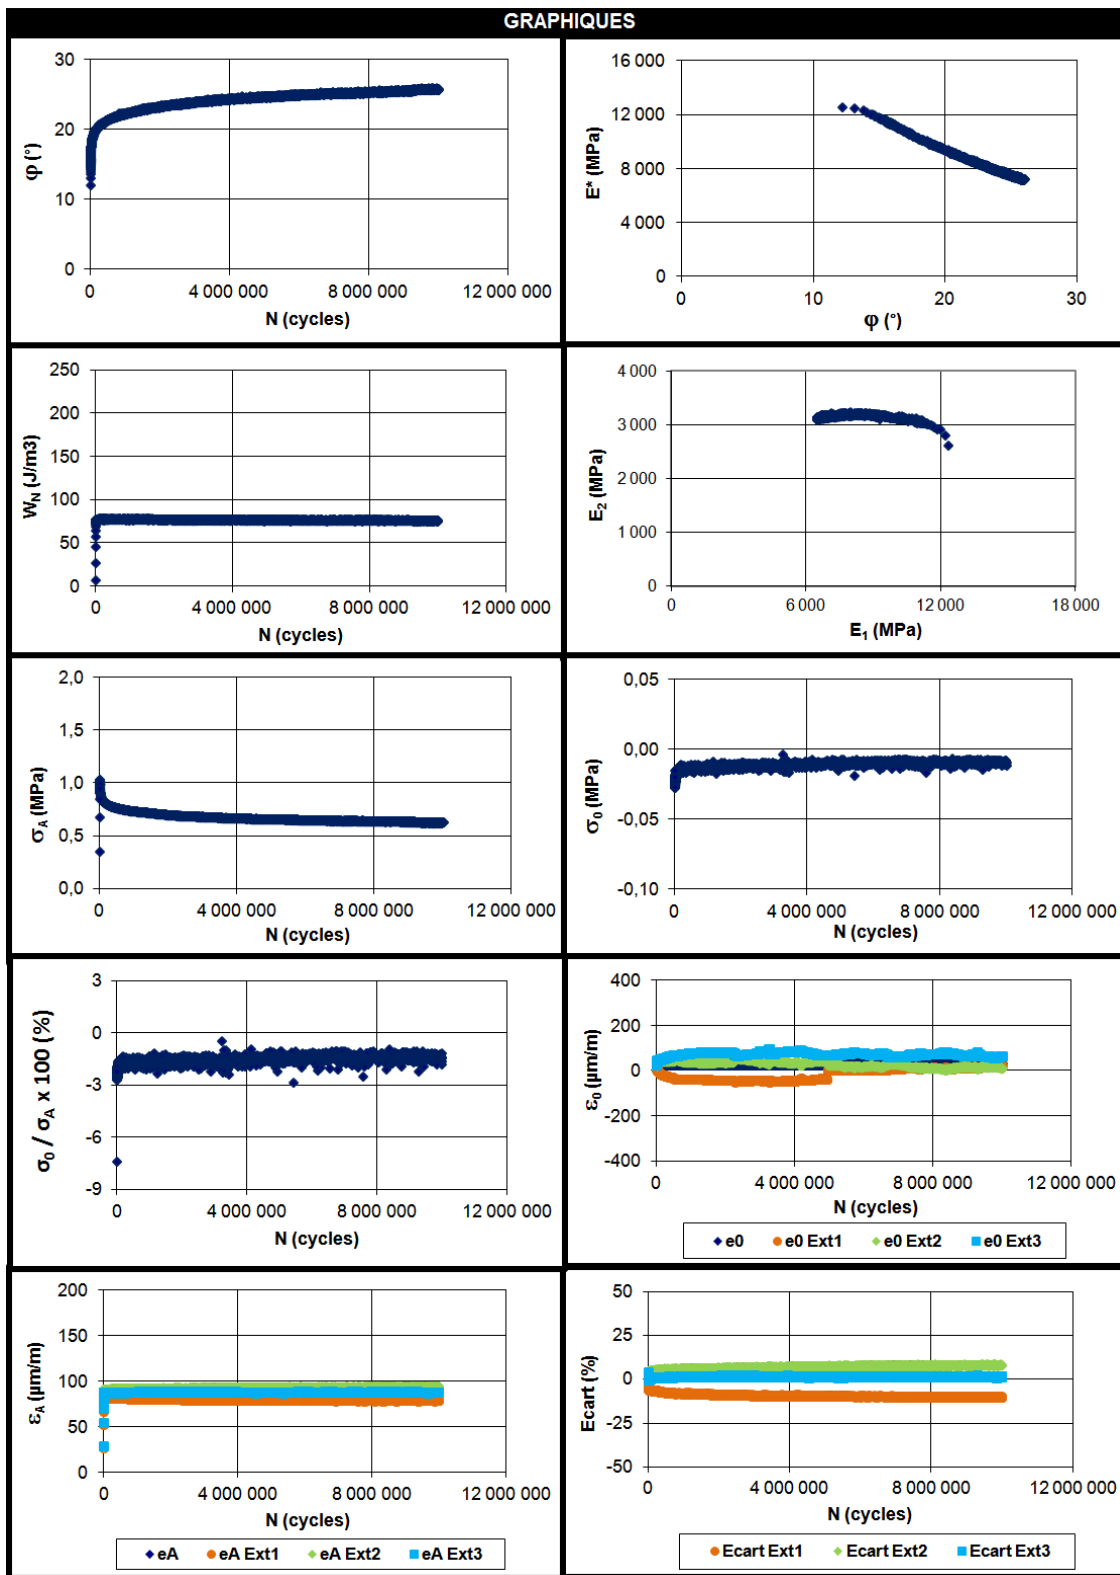 GRAPHIQUES
30
20
10
0
φ (°)
0
4 000 000
8 000 000
12 000 000
N (cycles)
16 000
12 000
8 000
4 000
0
E* (MPa)
0
10
20
30
φ (°)
250
200
150
100
50
0
W_N (J/m3)
0
4 000 000
8 000 000
12 000 000
N (cycles)
4 000
3 000
2 000
1 000
0
E₂ (MPa)
0
6 000
12 000
18 000
E₁ (MPa)
2,0
1,5
1,0
0,5
0,0
σ_A (MPa)
0
4 000 000
8 000 000
12 000 000
N (cycles)
0,05
0,00
-0,05
-0,10
σ₀ (MPa)
0
4 000 000
8 000 000
12 000 000
N (cycles)
3
0
-3
-6
-9
σ₀ / σ_A x 100 (%)
0
4 000 000
8 000 000
12 000 000
N (cycles)
400
200
0
-200
-400
ε₀ (µm/m)
0
4 000 000
8 000 000
12 000 000
N (cycles)
e0 e0 Ext1 e0 Ext2 e0 Ext3
200
150
100
50
0
ε_A (µm/m)
0
4 000 000
8 000 000
12 000 000
N (cycles)
eA eA Ext1 eA Ext2 eA Ext3
50
25
0
-25
-50
Ecart (%)
0
4 000 000
8 000 000
12 000 000
N (cycles)
Ecart Ext1 Ecart Ext2 Ecart Ext3